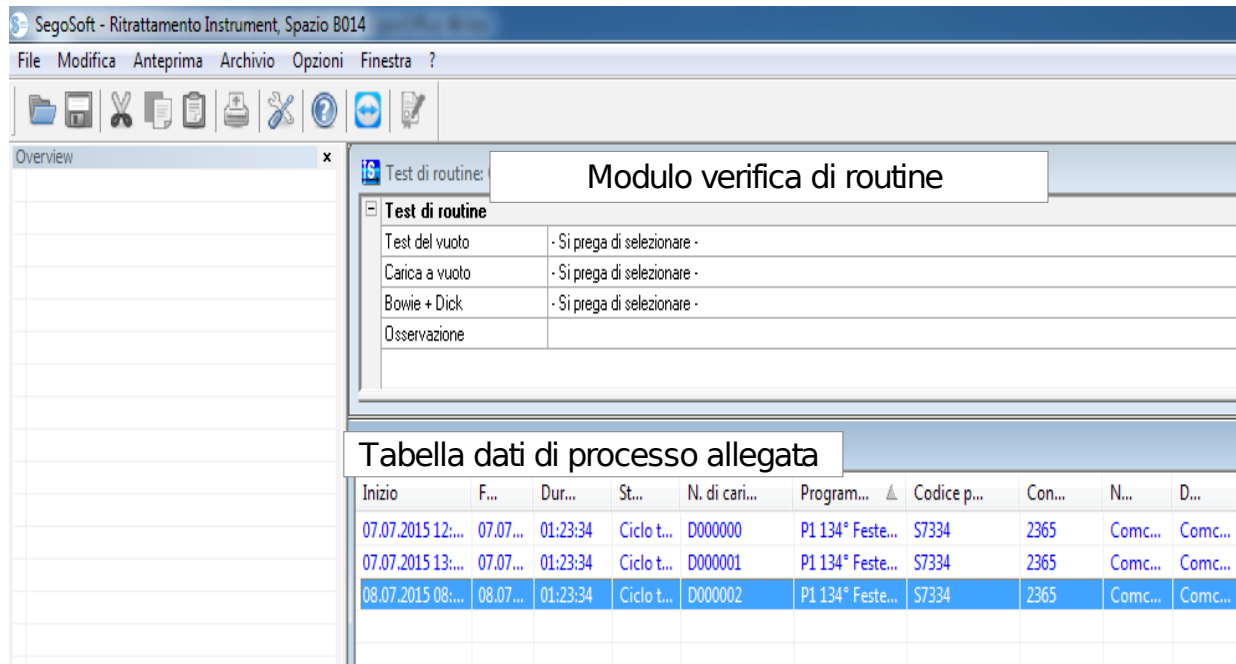 SegoSoft - Ritrattamento Instrument, Spazio B014
File Modifica Anteprima Archivio Opzioni Finestra ?
Overview x
Test di routine:
Modulo verifica di routine
Test di routine
Test del vuoto - Si prega di selezionare -
Carica a vuoto - Si prega di selezionare -
Bowie + Dick - Si prega di selezionare -
Osservazione
Tabella dati di processo allegata
Inizio F... Dur... St... N. di cari... Program... Codice p... Con... N... D...
07.07.2015 12:... 07.07... 01:23:34 Ciclo t... D000000 P1 134° Feste... S7334 2365 Comc... Comc...
07.07.2015 13:... 07.07... 01:23:34 Ciclo t... D000001 P1 134° Feste... S7334 2365 Comc... Comc...
08.07.2015 08:... 08.07... 01:23:34 Ciclo t... D000002 P1 134° Feste... S7334 2365 Comc... Comc...